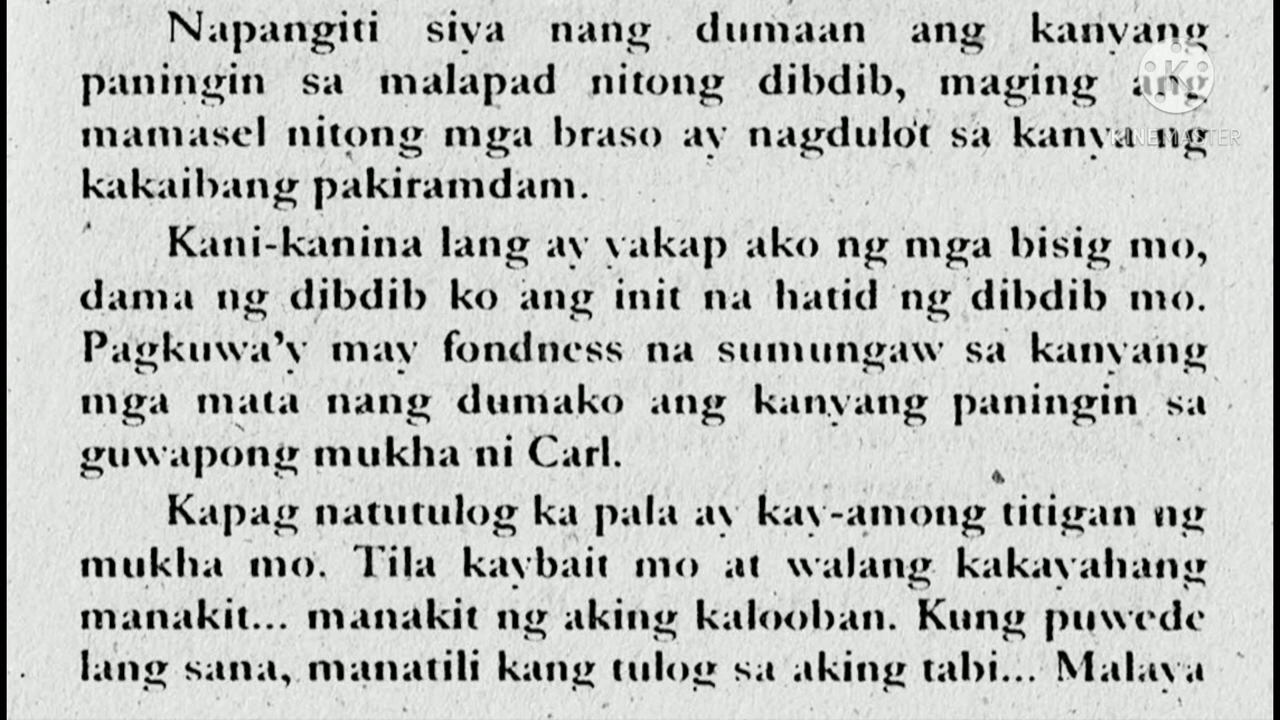 Napangiti siya nang dumaan ang kanyang
paningin sa malapad nitong dibdib, maging ang
mamasel nitong mga braso ay nagdulot sa kanyang
kakaibang pakiramdam.
Kani-kanina lang ay yakap ako ng mga bisig mo,
dama ng dibdib ko ang init na hatid ng dibdib mo.
Pagkuwa'y may fondness na sumungaw sa kanyang
mga mata nang dumako ang kanyang paningin sa
guwapong mukha ni Carl.
Kapag natutulog ka pala ay kay-among titigan ng
mukha mo. Tila kaybait mo at walang kakayahang
manakit... manakit ng aking kalooban. Kung puwede
lang sana, manatili kang tulog sa aking tabi... Malaya
K
KINEMASTER